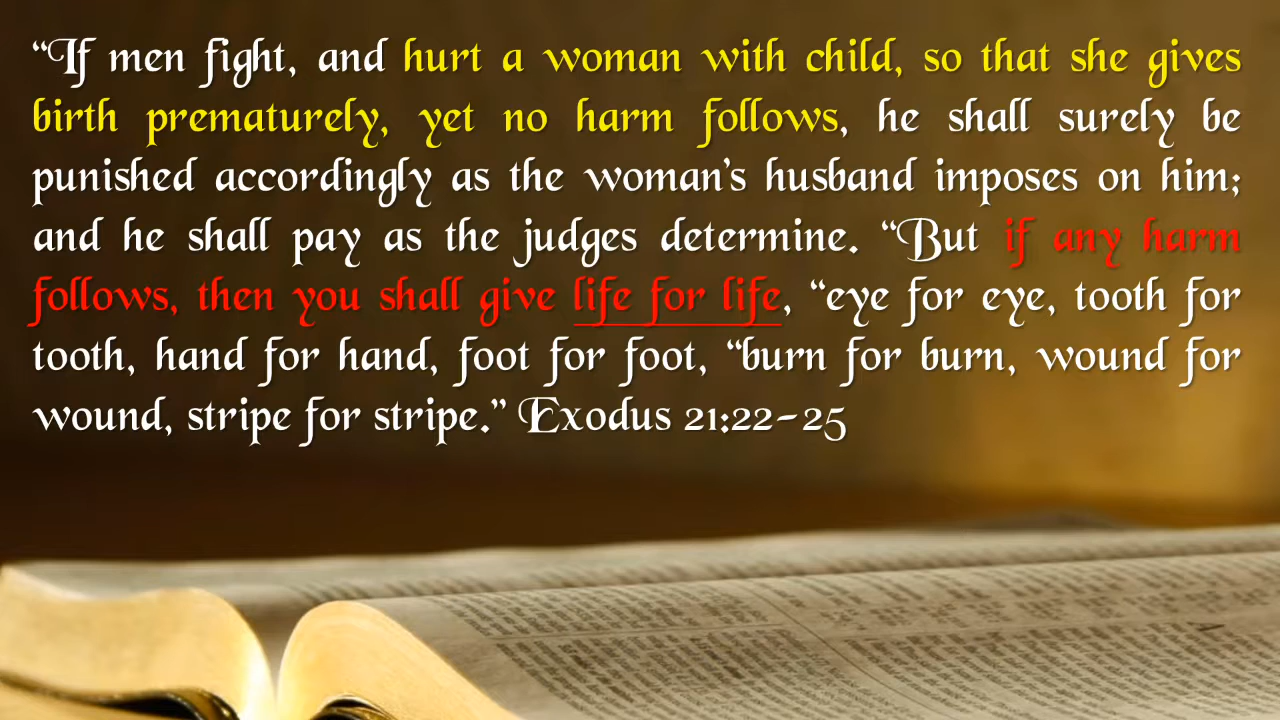 “If men fight, and hurt a woman with child, so that she gives
birth prematurely, yet no harm follows, he shall surely be
punished accordingly as the woman’s husband imposes on him;
and he shall pay as the judges determine. “But if any harm
follows, then you shall give life for life, “eye for eye, tooth for
tooth, hand for hand, foot for foot, “burn for burn, wound for
wound, stripe for stripe.” Exodus 21:22-25